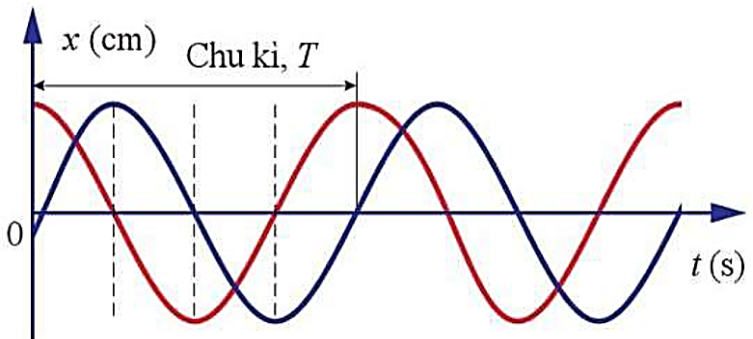 x (cm)
Chu kì, T
0
t (s)